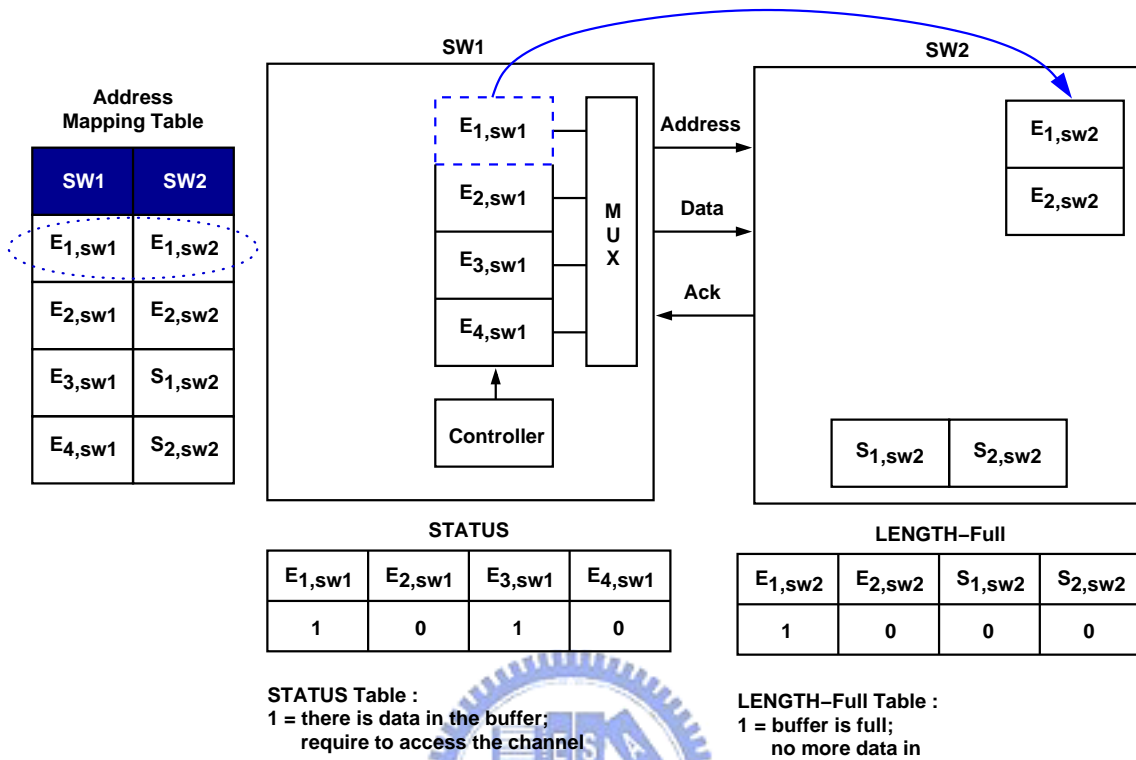 SW1
SW2
Address
Mapping Table
SW1 SW2
E1,sw1 E1,sw2
E2,sw1 E2,sw2
E3,sw1 S1,sw2
E4,sw1 S2,sw2
E1,sw1
E2,sw1
E3,sw1
E4,sw1
M
U
X
Controller
Address
Data
Ack
E1,sw2
E2,sw2
S1,sw2 S2,sw2
STATUS
E1,sw1 E2,sw1 E3,sw1 E4,sw1
1 0 1 0
STATUS Table :
1 = there is data in the buffer;
require to access the channel
LENGTH–Full
E1,sw2 E2,sw2 S1,sw2 S2,sw2
1 0 0 0
LENGTH–Full Table :
1 = buffer is full;
no more data in